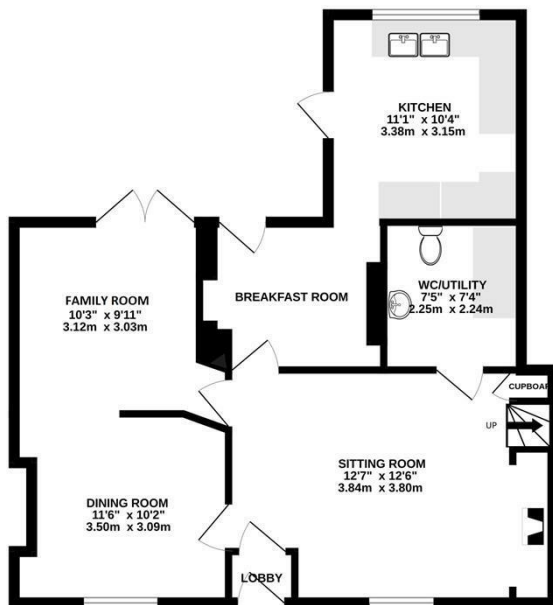 KITCHEN
11'1" x 10'4"
3.38m x 3.15m
FAMILY ROOM
10'3" x 9'11"
3.12m x 3.03m
BREAKFAST ROOM
WC/UTILITY
7'5" x 7'4"
2.25m x 2.24m
CUPBOAR
UP
SITTING ROOM
12'7" x 12'6"
3.84m x 3.80m
DINING ROOM
11'6" x 10'2"
3.50m x 3.09m
LOBBY